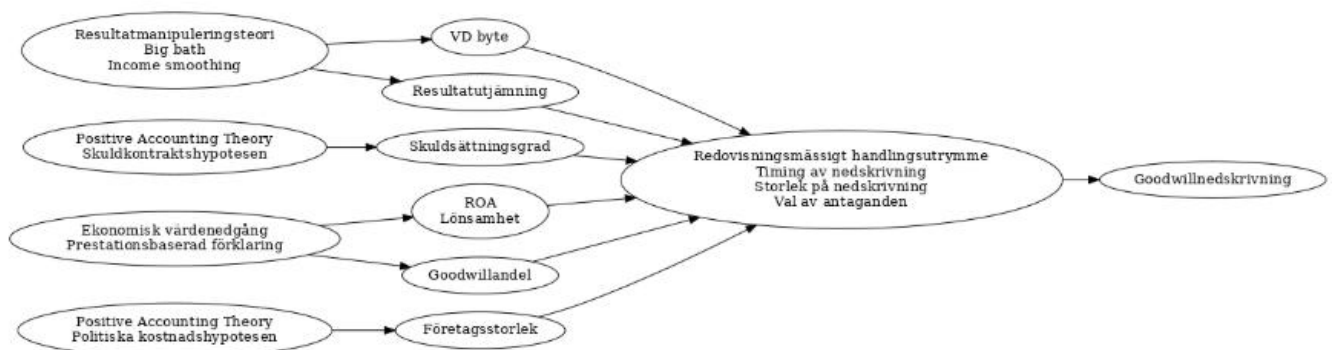 Resultatmanipuleringsteori
Big bath
Income smoothing
VD byte
Resultatutjämning
Positive Accounting Theory
Skuldkontraktshypotesen
Skuldsättningsgrad
Ekonomisk värdenedgång
Prestationsbaserad förklaring
ROA
Lönsamhet
Goodwillandel
Positive Accounting Theory
Politiska kostnadshypotesen
Företagsstorlek
Redovisningsmässigt handlingsutrymme
Timing av nedskrivning
Storlek på nedskrivning
Val av antaganden
Goodwillnedskrivning